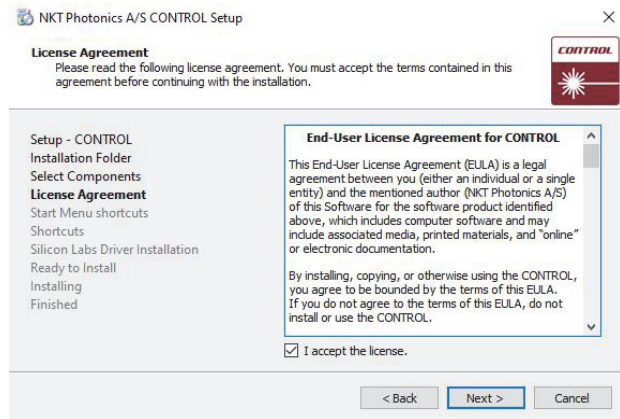 NKT Photonics A/S CONTROL Setup
License Agreement
Please read the following license agreement. You must accept the terms contained in this
agreement before continuing with the installation.
CONTROL
Setup - CONTROL
Installation Folder
Select Components
License Agreement
Start Menu shortcuts
Shortcuts
Silicon Labs Driver Installation
Ready to Install
Installing
Finished
End-User License Agreement for CONTROL
This End-User License Agreement (EULA) is a legal
agreement between you (either an individual or a single
entity) and the mentioned author (NKT Photonics A/S)
of this Software for the software product identified
above, which includes computer software and may
include associated media, printed materials, and “online”
or electronic documentation.
By installing, copying, or otherwise using the CONTROL,
you agree to be bounded by the terms of this EULA.
If you do not agree to the terms of this EULA, do not
install or use the CONTROL.
I accept the license.
< Back
Next >
Cancel